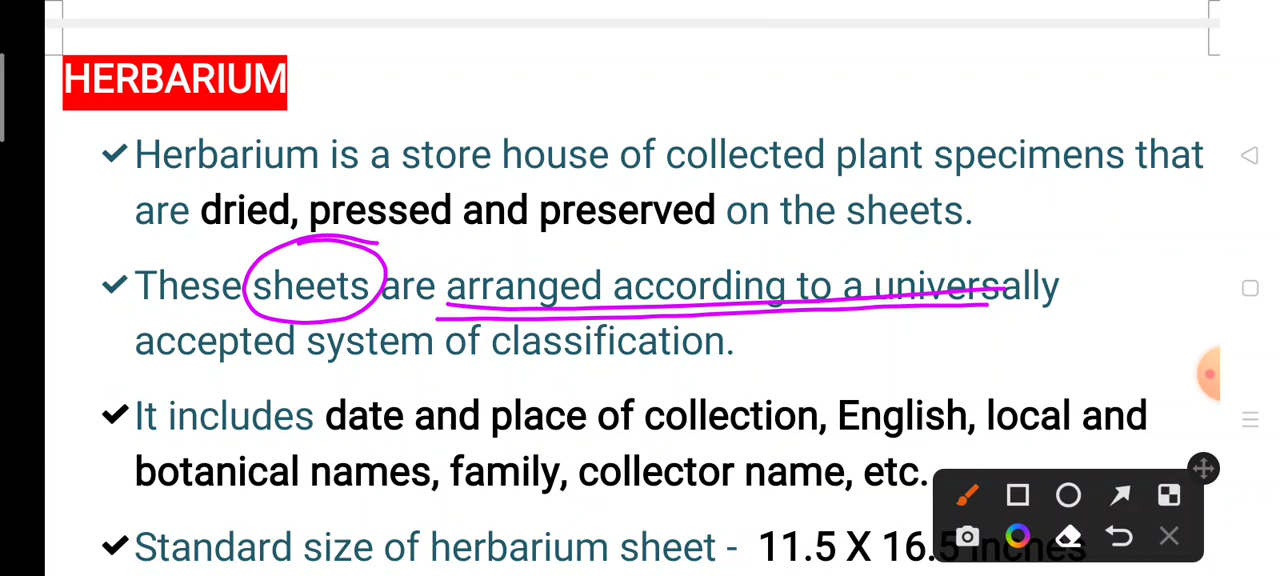 HERBARIUM
✓ Herbarium is a store house of collected plant specimens that
are dried, pressed and preserved on the sheets.
✓ These sheets are arranged according to a universally
accepted system of classification.
✓ It includes date and place of collection, English, local and
botanical names, family, collector name, etc.
✓ Standard size of herbarium sheet - 11.5 X 16.5 inches